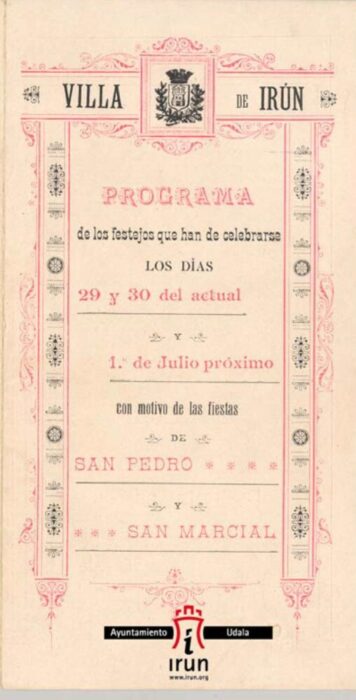 VILLA DE IRÚN
PROGRAMA
de los festejos que han de celebrarse
LOS DÍAS
29 y 30 del actual
Y
1.º de Julio próximo
con motivo de las fiestas
DE
SAN PEDRO
Y
SAN MARCIAL
Ayuntamiento Udala
irun
www.irun.org